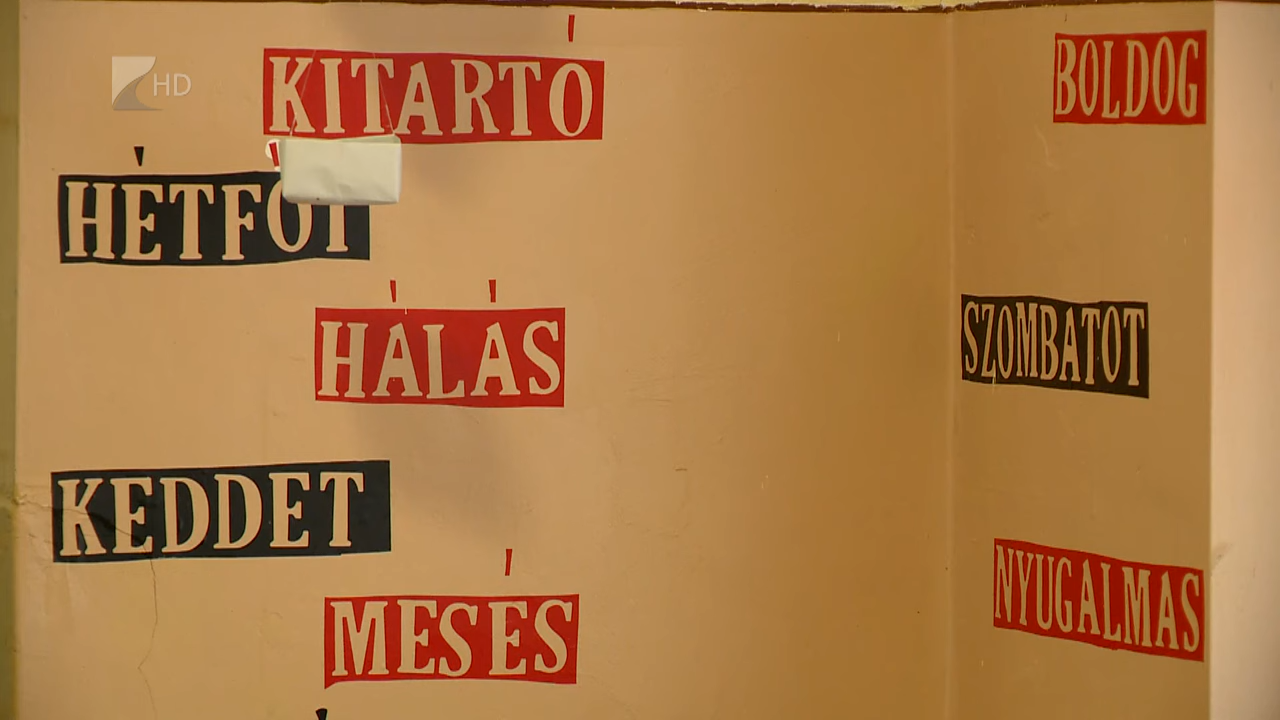 HD
KITARTÓ
HÉTFŐT
HÁLÁS
KEDDET
MESÉS
BOLDOG
SZOMBATOT
NYUGALMAS